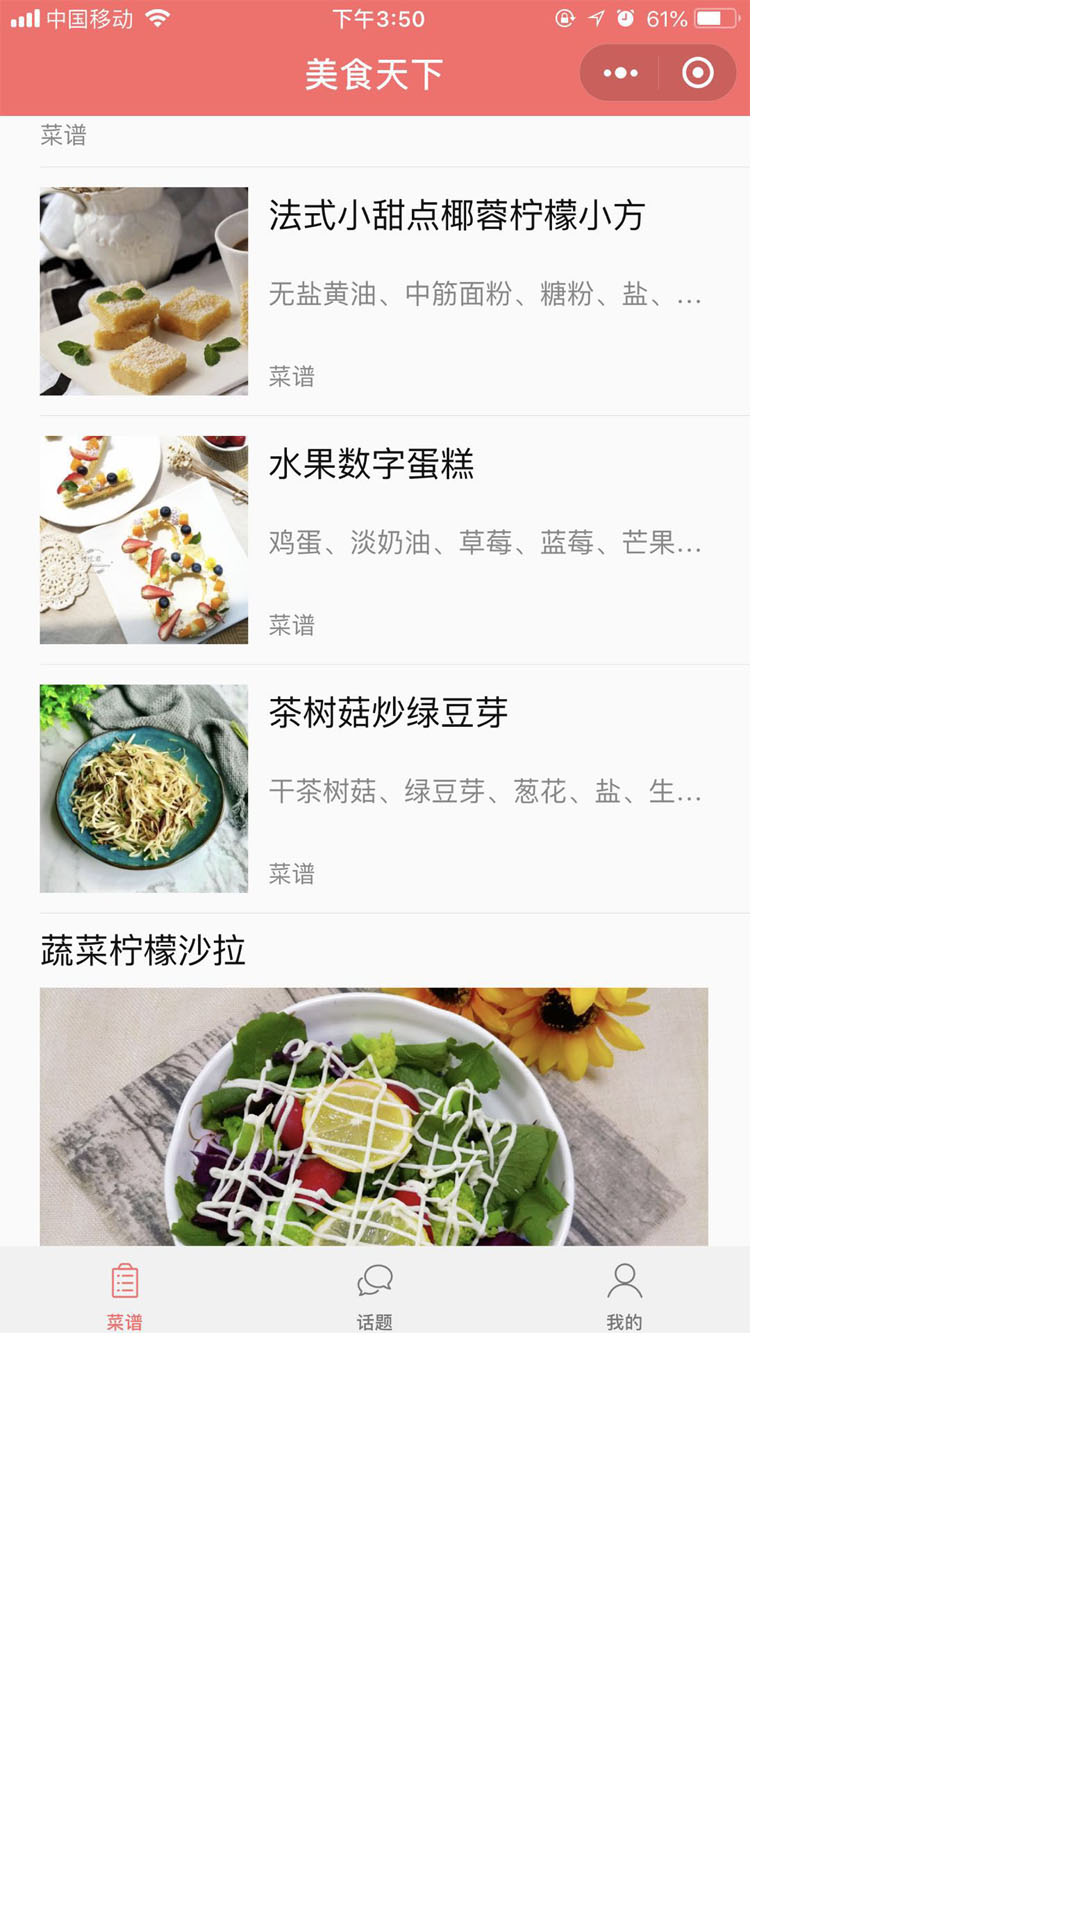 中国移动
下午3:50
61%
美食天下
菜谱
法式小甜点椰蓉柠檬小方
无盐黄油、中筋面粉、糖粉、盐、...
菜谱
水果数字蛋糕
鸡蛋、淡奶油、草莓、蓝莓、芒果...
菜谱
茶树菇炒绿豆芽
干茶树菇、绿豆芽、葱花、盐、生...
菜谱
蔬菜柠檬沙拉
菜谱
话题
我的